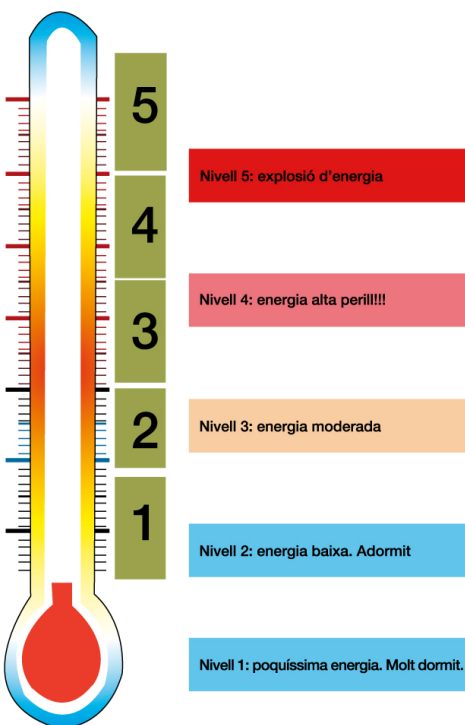 5
4
3
2
1
Nivell 5: explosió d'energia
Nivell 4: energia alta perill!!!
Nivell 3: energia moderada
Nivell 2: energia baixa. Adormit
Nivell 1: poquíssima energia. Molt dormit.